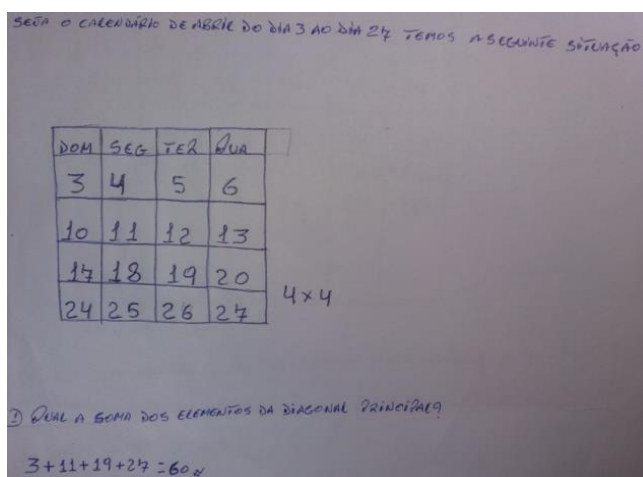 SEJA O CALENDÁRIO DE ABRIL DO DIA 3 AO DIA 27 TEMOS A SEGUINTE SITUAÇÃO
DOM SEG TER QUA
3 4 5 6
10 11 12 13
17 18 19 20
24 25 26 27
4 x 4
① QUAL A SOMA DOS ELEMENTOS DA DIAGONAL PRINCIPAL?
3+11+19+27=60